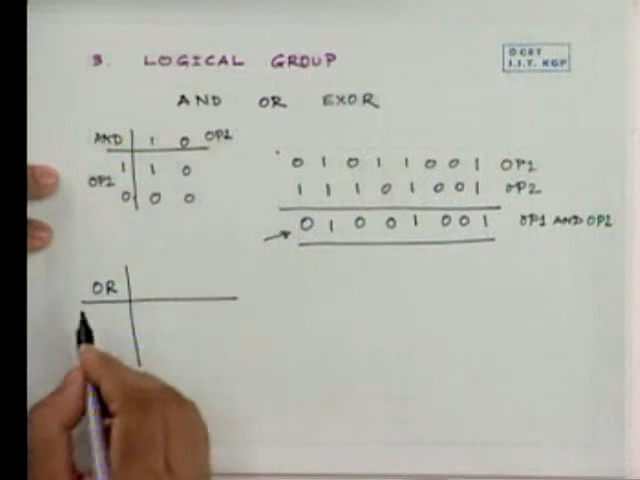 3. LOGICAL GROUP
© CET
I.I.T. KGP
AND OR EXOR
AND 1 0 OP2
1 1 0
OP1
0 0 0
0 1 0 1 1 0 0 1 OP1
1 1 1 0 1 0 0 1 OP2
0 1 0 0 1 0 0 1 OP1 AND OP2
OR